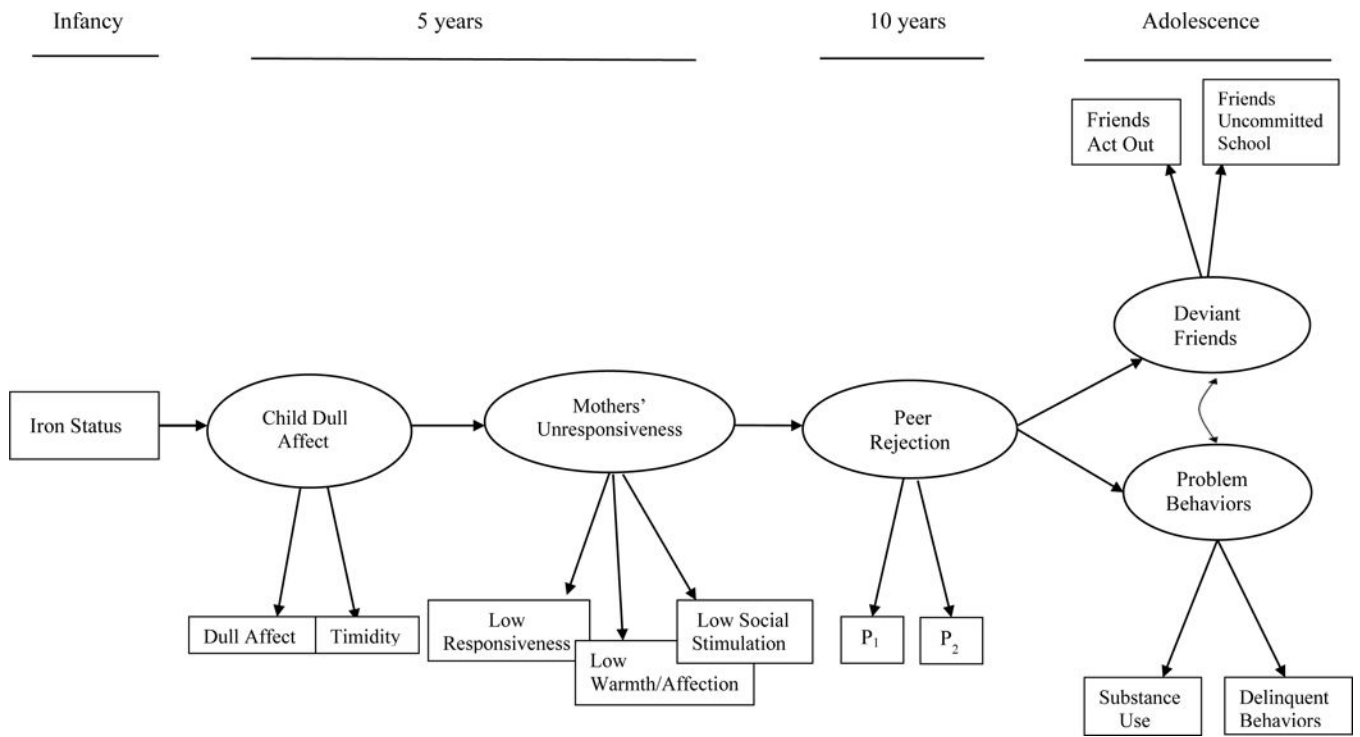 Infancy
5 years
10 years
Adolescence
Friends
Act Out
Friends
Uncommitted
School
Deviant
Friends
Iron Status
Child Dull
Affect
Mothers'
Unresponsiveness
Peer
Rejection
Problem
Behaviors
Dull Affect
Timidity
Low
Responsiveness
Low
Warmth/Affection
Low Social
Stimulation
P₁
P₂
Substance
Use
Delinquent
Behaviors